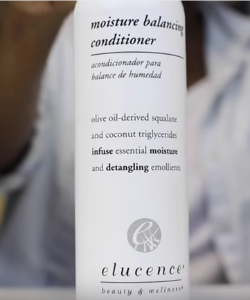 moisture balancing
conditioner
acondicionador para
balance de humedad
olive oil-derived squalane
and coconut triglycerides
infuse essential moisture
and detangling emollients
elucence
beauty & wellness